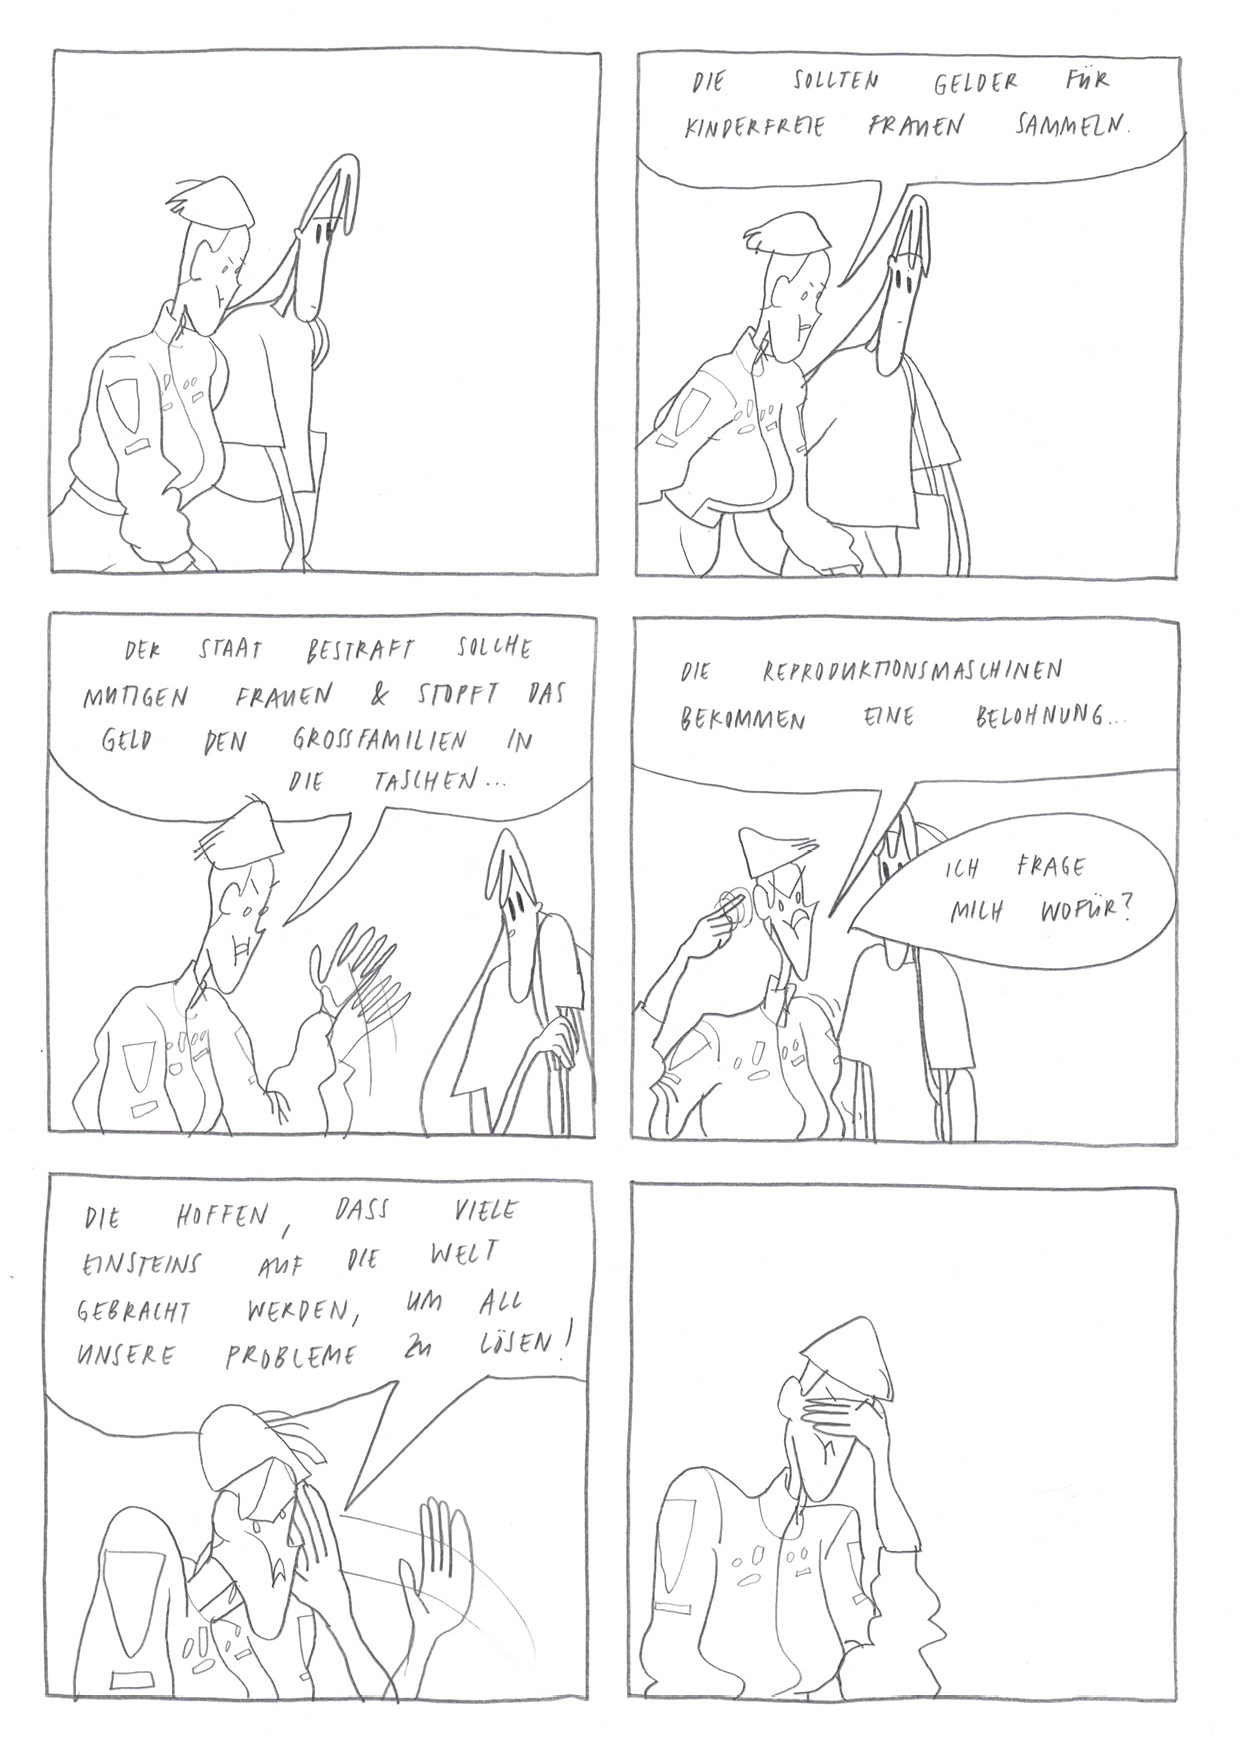 DIE SOLLTEN GELDER FÜR
KINDERFREIE FRAUEN SAMMELN.
DER STAAT BESTRAFT SOLCHE
MUTIGEN FRAUEN & STOPFT DAS
GELD DEN GROSSFAMILIEN IN
DIE TASCHEN...
DIE REPRODUKTIONSMASCHINEN
BEKOMMEN EINE BELOHNUNG...
ICH FRAGE
MICH WOFÜR?
DIE HOFFEN, DASS VIELE
EINSTEINS AUF DIE WELT
GEBRACHT WERDEN, UM ALL
UNSERE PROBLEME ZU LÖSEN!